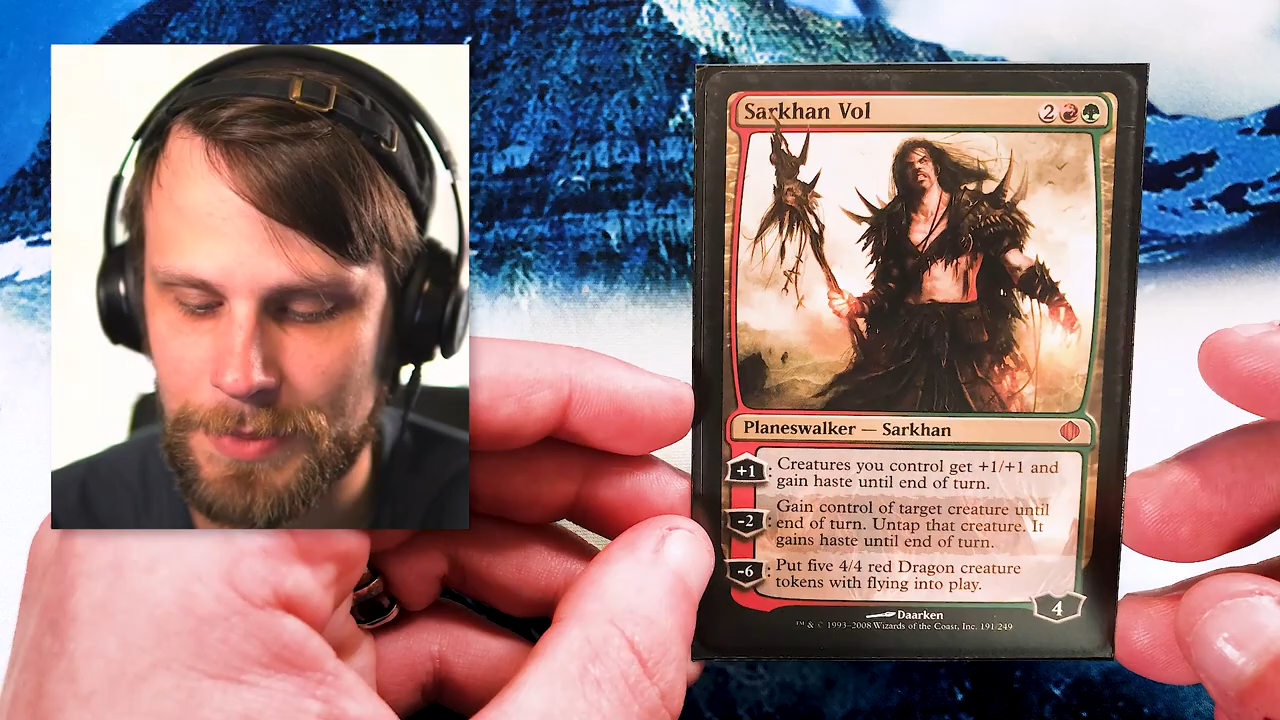 Sarkhan Vol 2
Planeswalker — Sarkhan
+1: Creatures you control get +1/+1 and
gain haste until end of turn.
-2: Gain control of target creature until
end of turn. Untap that creature. It
gains haste until end of turn.
-6: Put five 4/4 red Dragon creature
tokens with flying into play.
4
Daarken
™ & © 1993–2008 Wizards of the Coast, Inc. 191/249